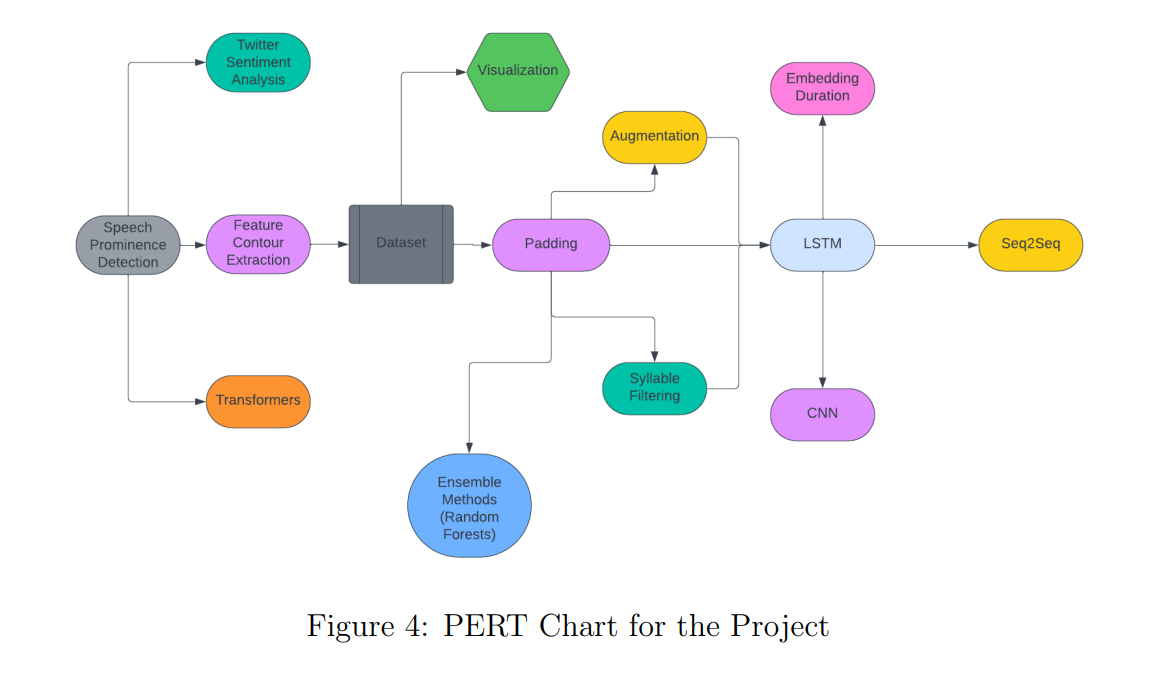 Twitter
Sentiment
Analysis
Visualization
Embedding
Duration
Augmentation
Speech
Prominence
Detection
Feature
Contour
Extraction
Dataset
Padding
LSTM
Seq2Seq
Syllable
Filtering
Transformers
CNN
Ensemble
Methods
(Random
Forests)
Figure 4: PERT Chart for the Project